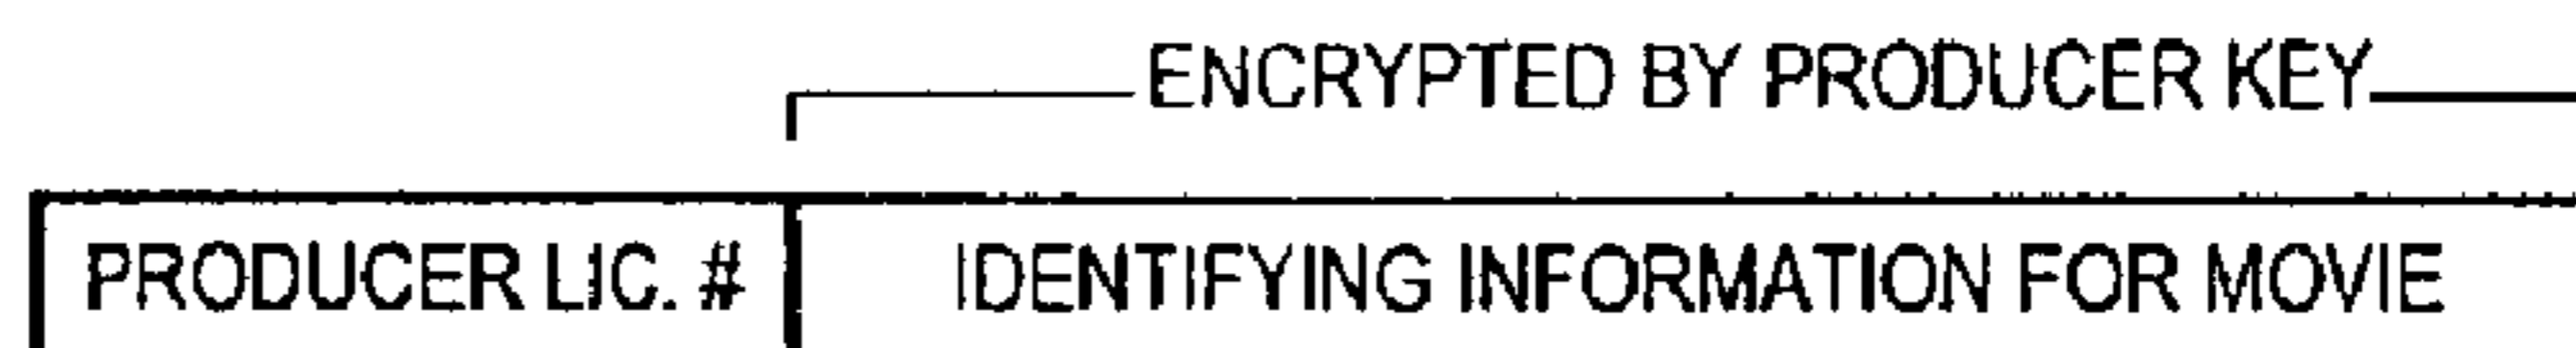 ENCRYPTED BY PRODUCER KEY
PRODUCER LIC. # IDENTIFYING INFORMATION FOR MOVIE